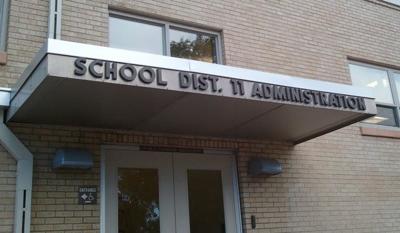 SCHOOL DIST. 11 ADMINISTRATION